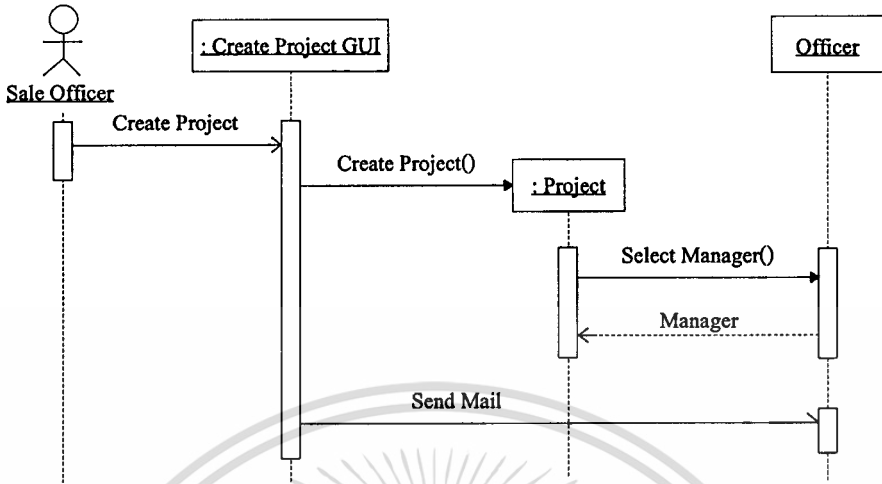 : Create Project GUI
Officer
Sale Officer
Create Project
Create Project()
: Project
Select Manager()
Manager
Send Mail